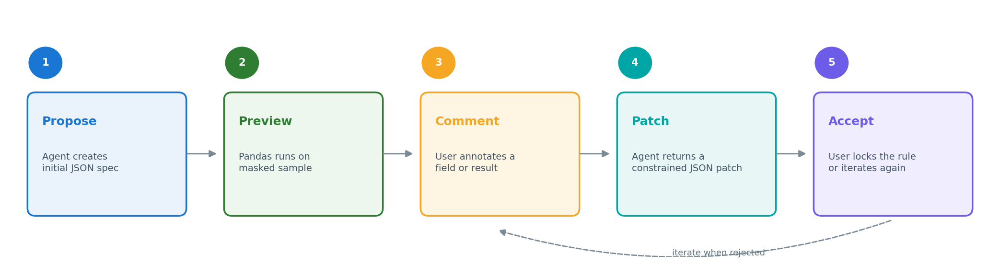 1
2
3
4
5
Propose
Agent creates
initial JSON spec
Preview
Pandas runs on
masked sample
Comment
User annotates a
field or result
Patch
Agent returns a
constrained JSON patch
Accept
User locks the rule
or iterates again
iterate when rejected